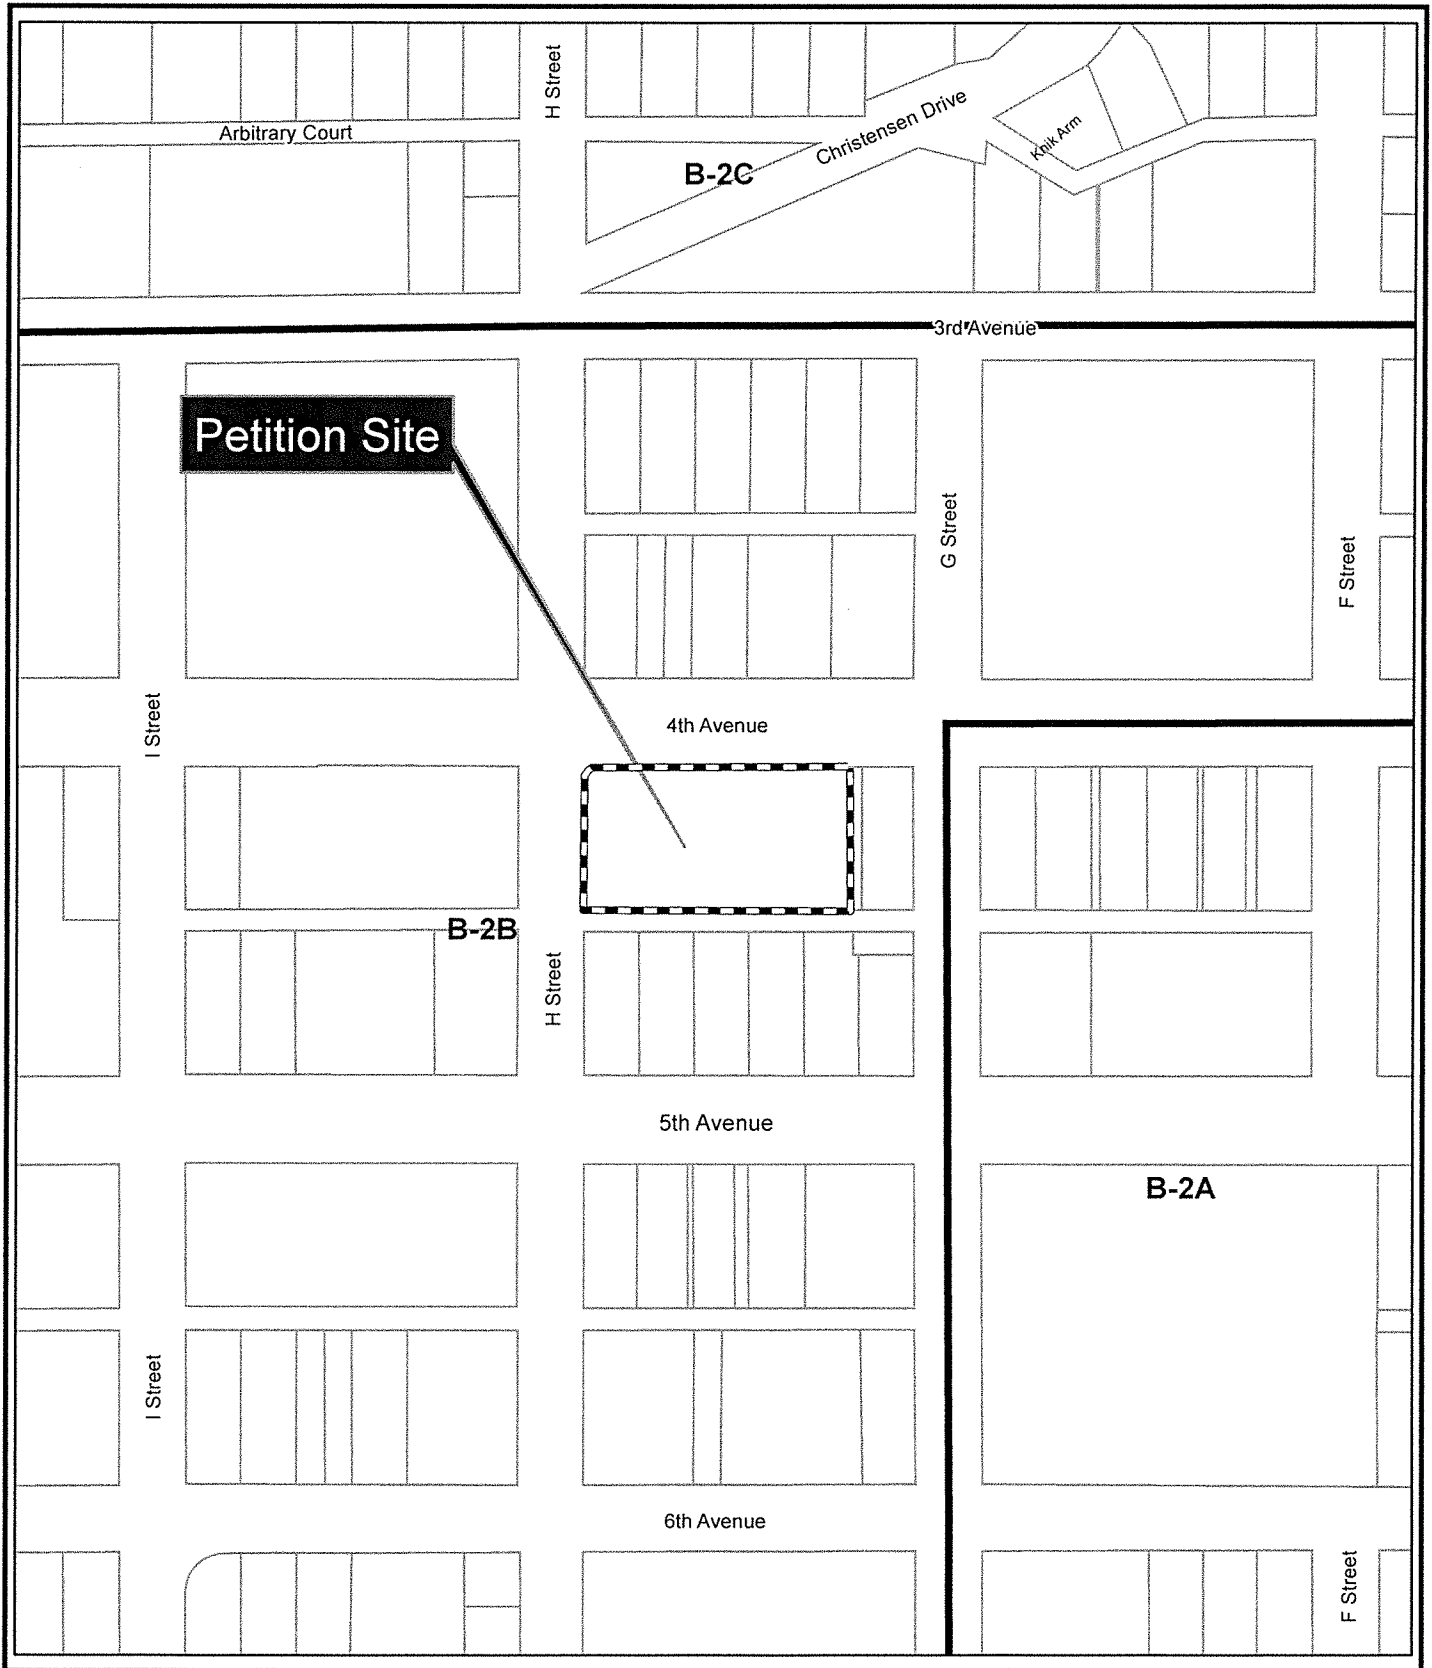 H Street
Arbitrary Court
Christensen Drive
Knik Arm
B-2C
3rd Avenue
Petition Site
G Street
F Street
I Street
4th Avenue
B-2B
H Street
5th Avenue
B-2A
I Street
6th Avenue
F Street